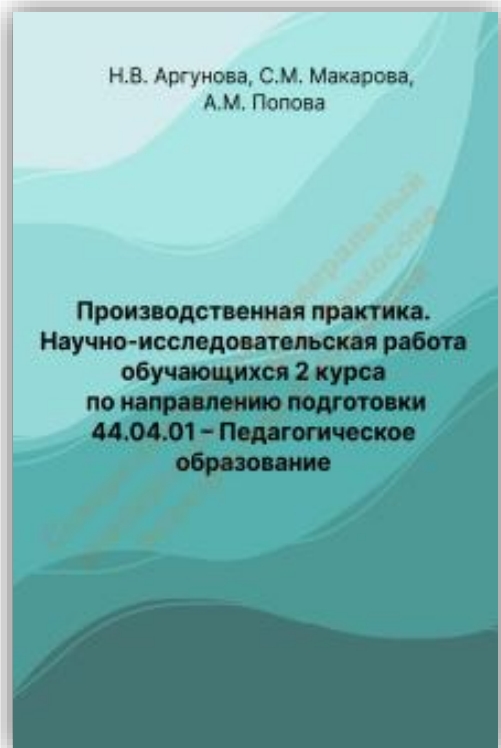 Н.В. Аргунова, С.М. Макарова,
А.М. Попова
Производственная практика.
Научно-исследовательская работа
обучающихся 2 курса
по направлению подготовки
44.04.01 – Педагогическое
образование